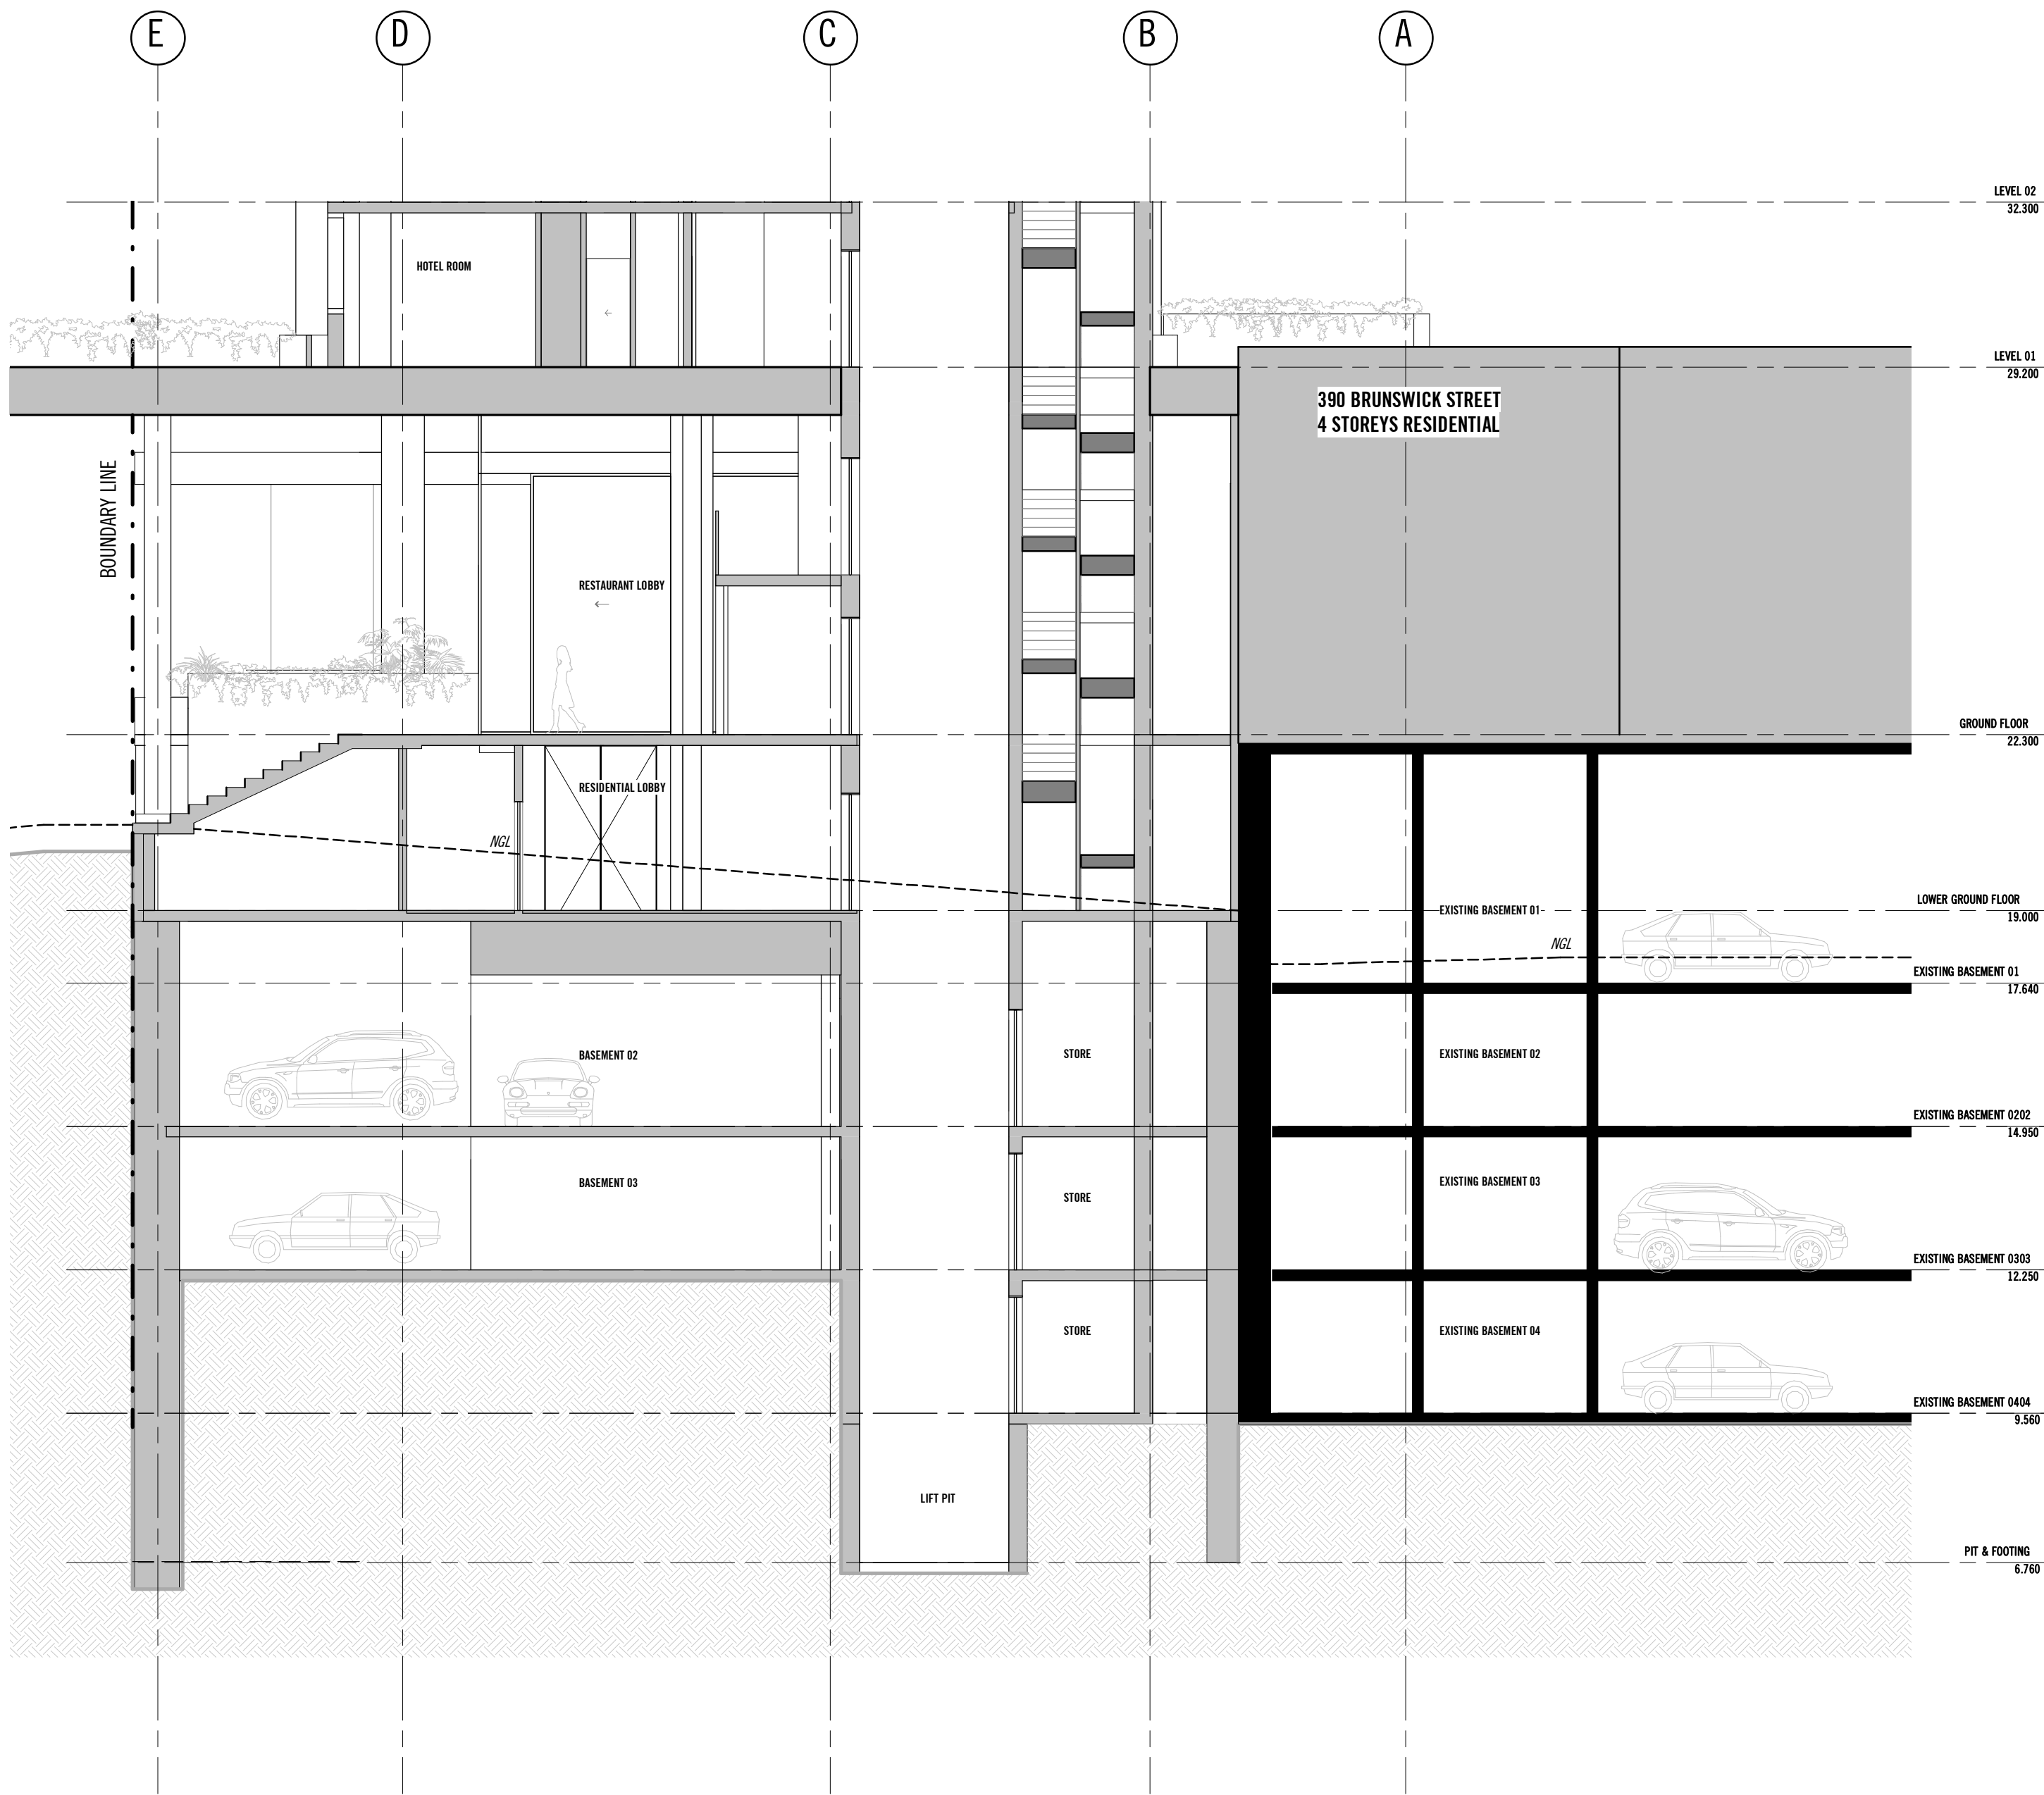 E
D
C
B
A
LEVEL 02
32.300
HOTEL ROOM
LEVEL 01
29.200
390 BRUNSWICK STREET
4 STOREYS RESIDENTIAL
BOUNDARY LINE
RESTAURANT LOBBY
GROUND FLOOR
22.300
RESIDENTIAL LOBBY
NGL
LOWER GROUND FLOOR
19.000
EXISTING BASEMENT 01
NGL
EXISTING BASEMENT 01
17.640
BASEMENT 02
STORE
EXISTING BASEMENT 02
EXISTING BASEMENT 0202
14.950
BASEMENT 03
STORE
EXISTING BASEMENT 03
EXISTING BASEMENT 0303
12.250
STORE
EXISTING BASEMENT 04
EXISTING BASEMENT 0404
9.560
LIFT PIT
PIT & FOOTING
6.760